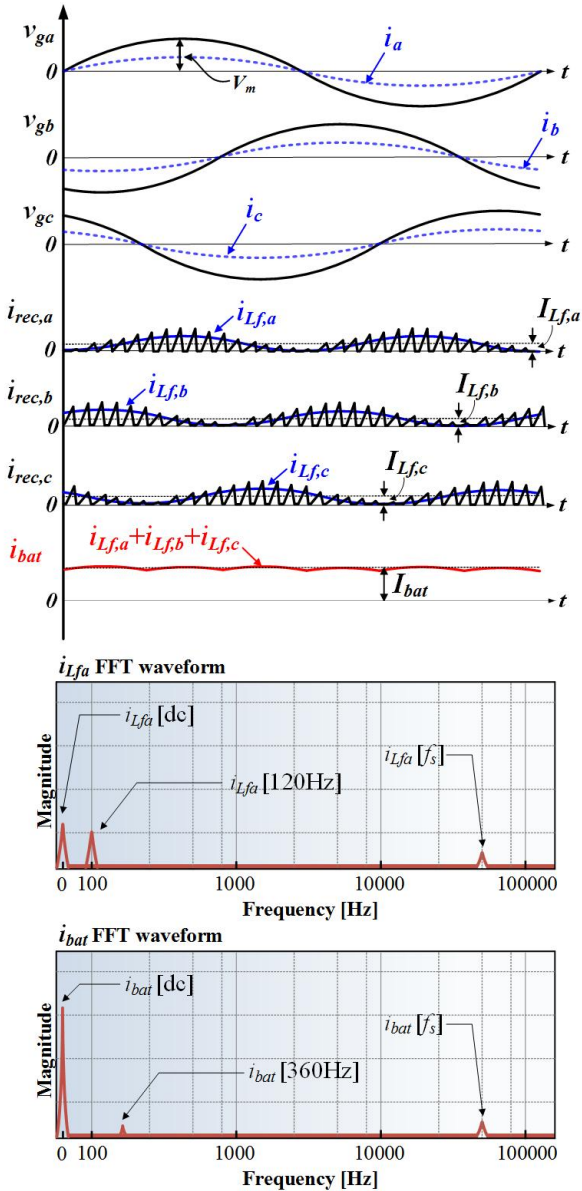 v_ga
i_a
0
t
V_m
v_gb
i_b
0
t
v_gc
i_c
0
t
i_rec,a
i_Lf,a
I_Lf,a
0
t
i_rec,b
i_Lf,b
I_Lf,b
0
t
i_rec,c
i_Lf,c
I_Lf,c
0
t
i_bat
i_Lf,a+i_Lf,b+i_Lf,c
I_bat
0
t
i_Lfa FFT waveform
Magnitude
i_Lfa [dc]
i_Lfa [120Hz]
i_Lfa [f_s]
0 100 1000 10000 100000
Frequency [Hz]
i_bat FFT waveform
Magnitude
i_bat [dc]
i_bat [360Hz]
i_bat [f_s]
0 100 1000 10000 100000
Frequency [Hz]